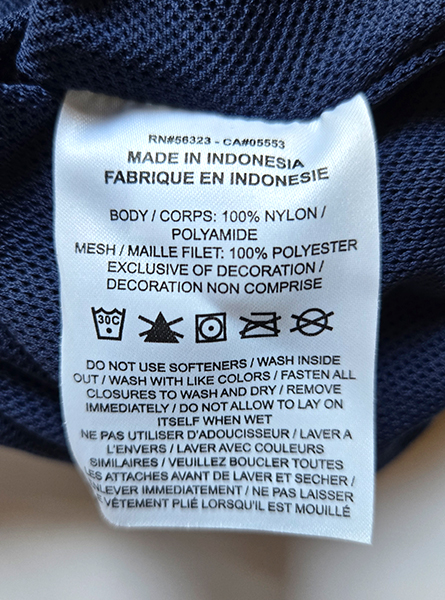 RN#56323 - CA#05553
MADE IN INDONESIA
FABRIQUE EN INDONESIE
BODY / CORPS: 100% NYLON /
POLYAMIDE
MESH / MAILLE FILET: 100% POLYESTER
EXCLUSIVE OF DECORATION /
DECORATION NON COMPRISE
30C
DO NOT USE SOFTENERS / WASH INSIDE
OUT / WASH WITH LIKE COLORS / FASTEN ALL
CLOSURES TO WASH AND DRY / REMOVE
IMMEDIATELY / DO NOT ALLOW TO LAY ON
ITSELF WHEN WET
NE PAS UTILISER D'ADOUCISSEUR / LAVER A
L'ENVERS / LAVER AVEC COULEURS
SIMILAIRES / VEUILLEZ BOUCLER TOUTES
LES ATTACHES AVANT DE LAVER ET SECHER /
NLEVER IMMEDIATEMENT / NE PAS LAISSER
VÊTEMENT PLIÉ LORSQU'IL EST MOUILLÉ